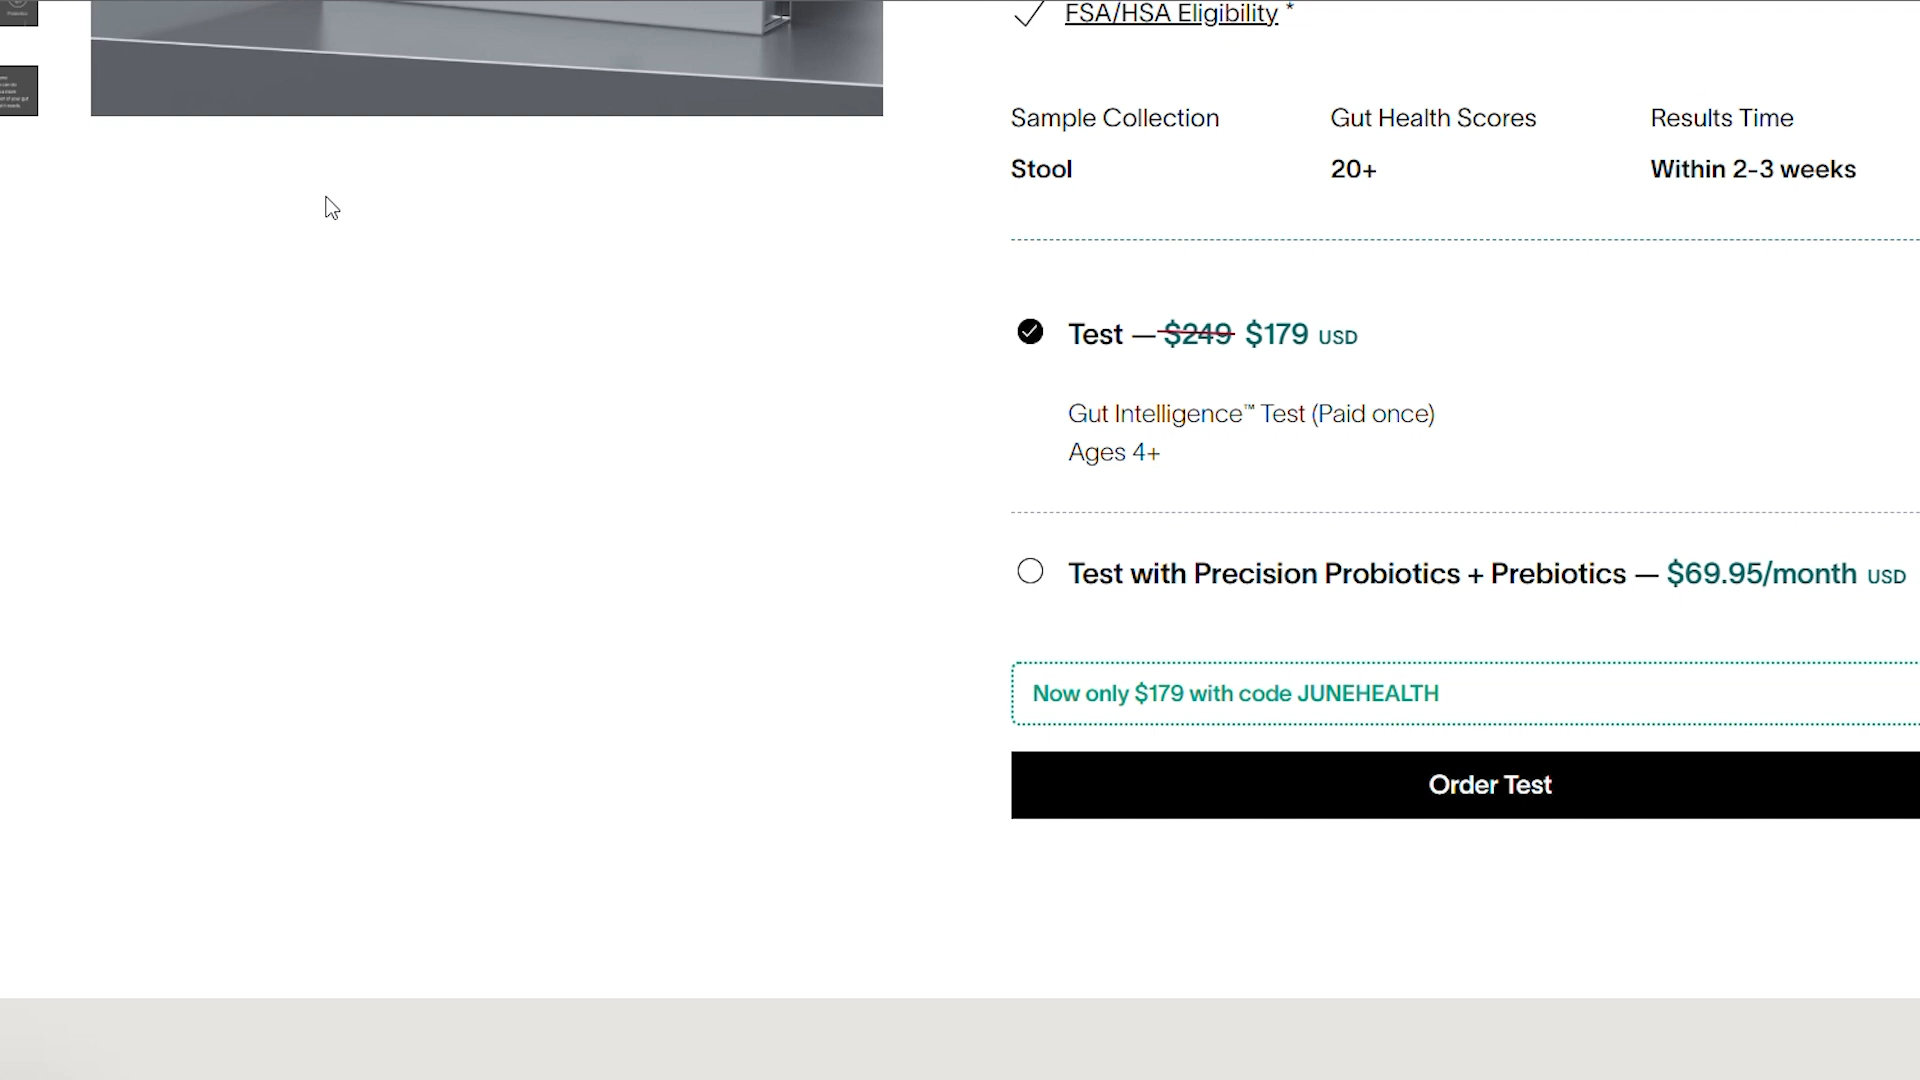 FSA/HSA Eligibility *
Sample Collection
Gut Health Scores
Results Time
Stool
20+
Within 2-3 weeks
Test — $249 $179 USD
Gut Intelligence™ Test (Paid once)
Ages 4+
Test with Precision Probiotics + Prebiotics — $69.95/month USD
Now only $179 with code JUNEHEALTH
Order Test